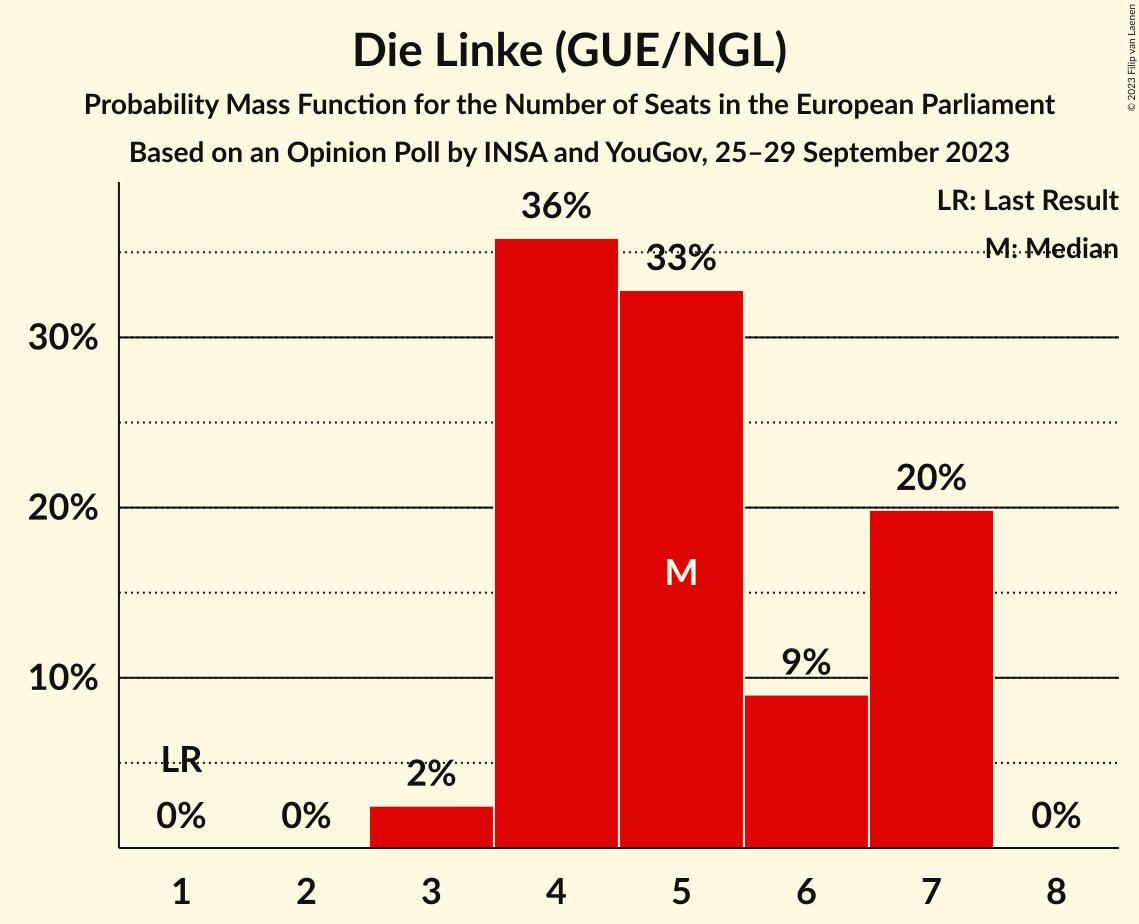 © 2023 Filip van Laenen
Die Linke (GUE/NGL)
Probability Mass Function for the Number of Seats in the European Parliament
Based on an Opinion Poll by INSA and YouGov, 25–29 September 2023
LR: Last Result
M: Median
36%
33%
30%
20%
20%
M
9%
10%
LR
2%
0%
0%
0%
1 2 3 4 5 6 7 8